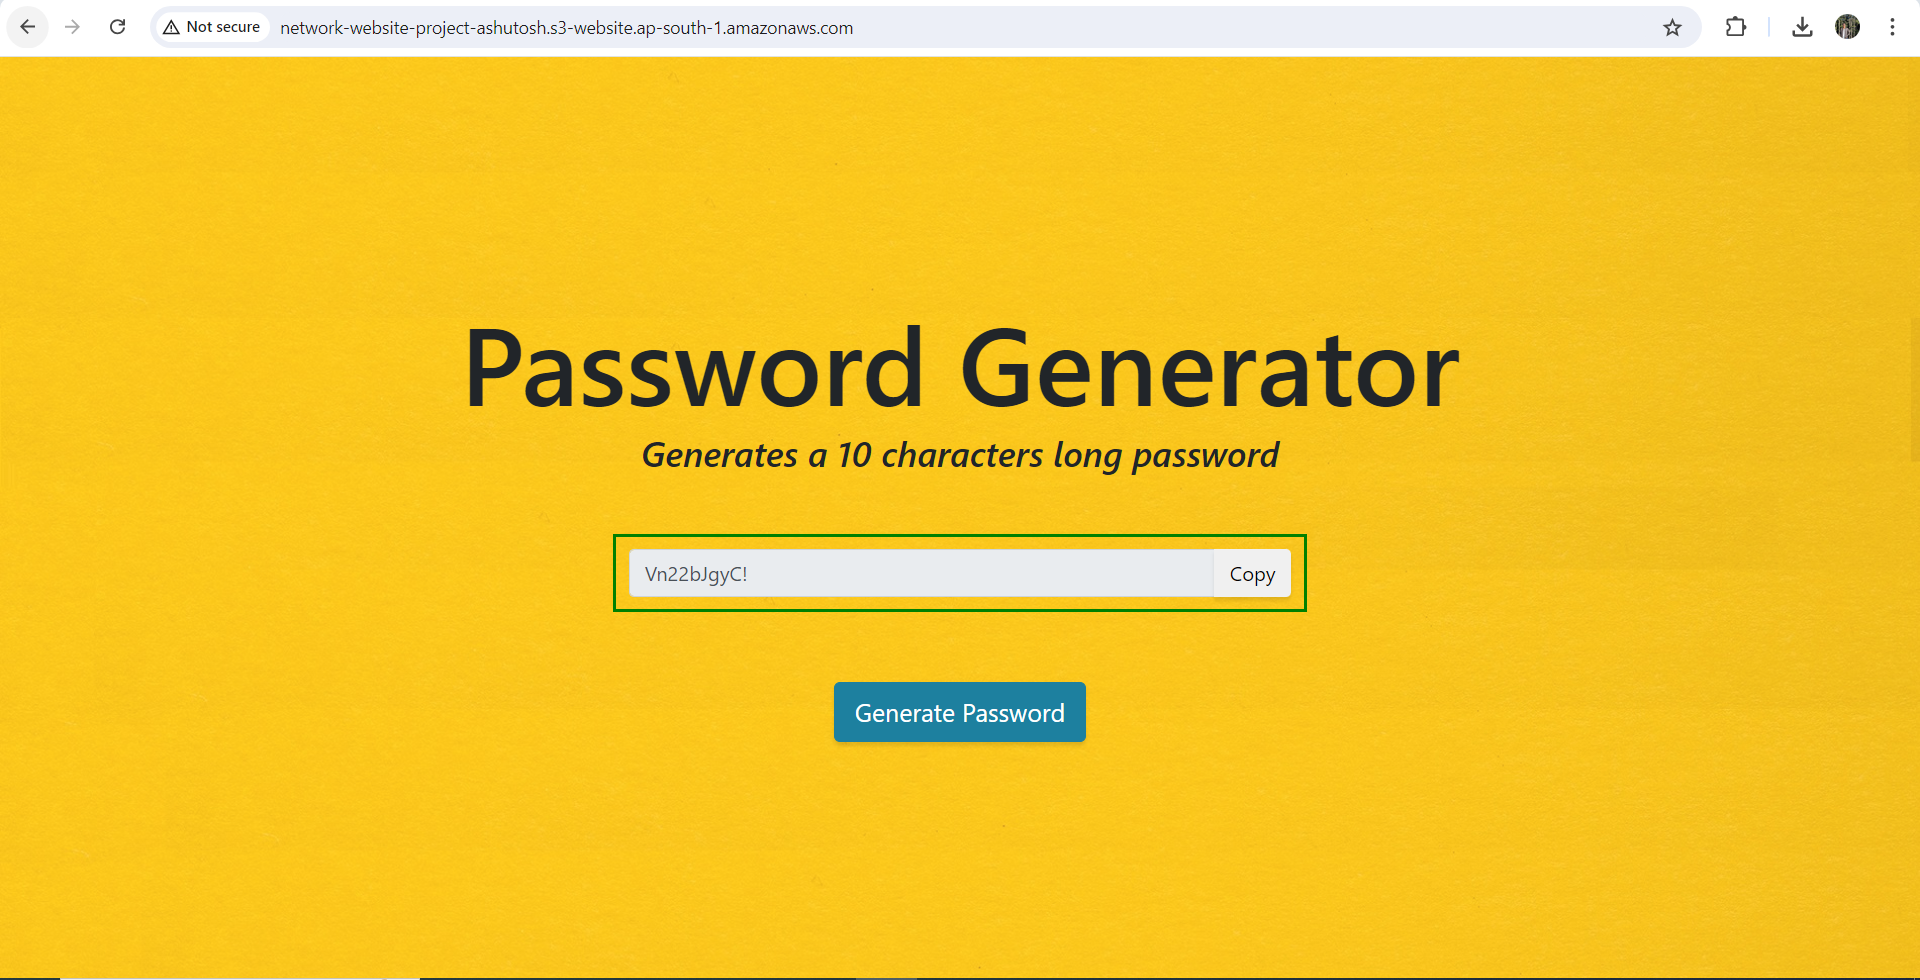 Not secure network-website-project-ashutosh.s3-website.ap-south-1.amazonaws.com
Password Generator
Generates a 10 characters long password
Vn22bJgyC! Copy
Generate Password